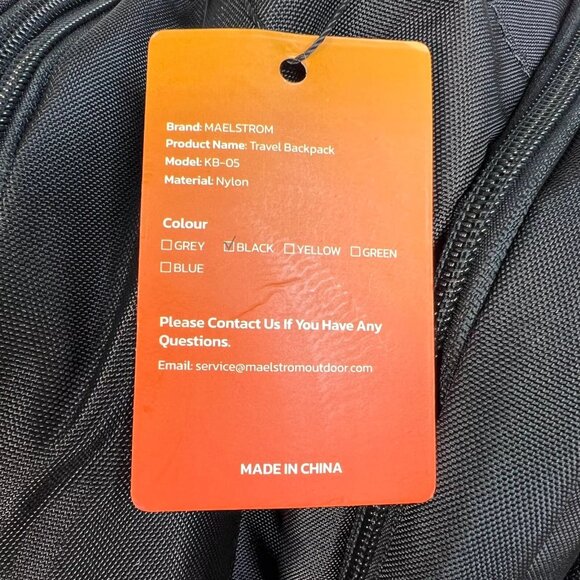 Brand: MAELSTROM
Product Name: Travel Backpack
Model: KB-05
Material: Nylon
Colour
☐GREY ☑BLACK ☐YELLOW ☐GREEN
☐BLUE
Please Contact Us If You Have Any
Questions.
Email: service@maelstromoutdoor.com
MADE IN CHINA